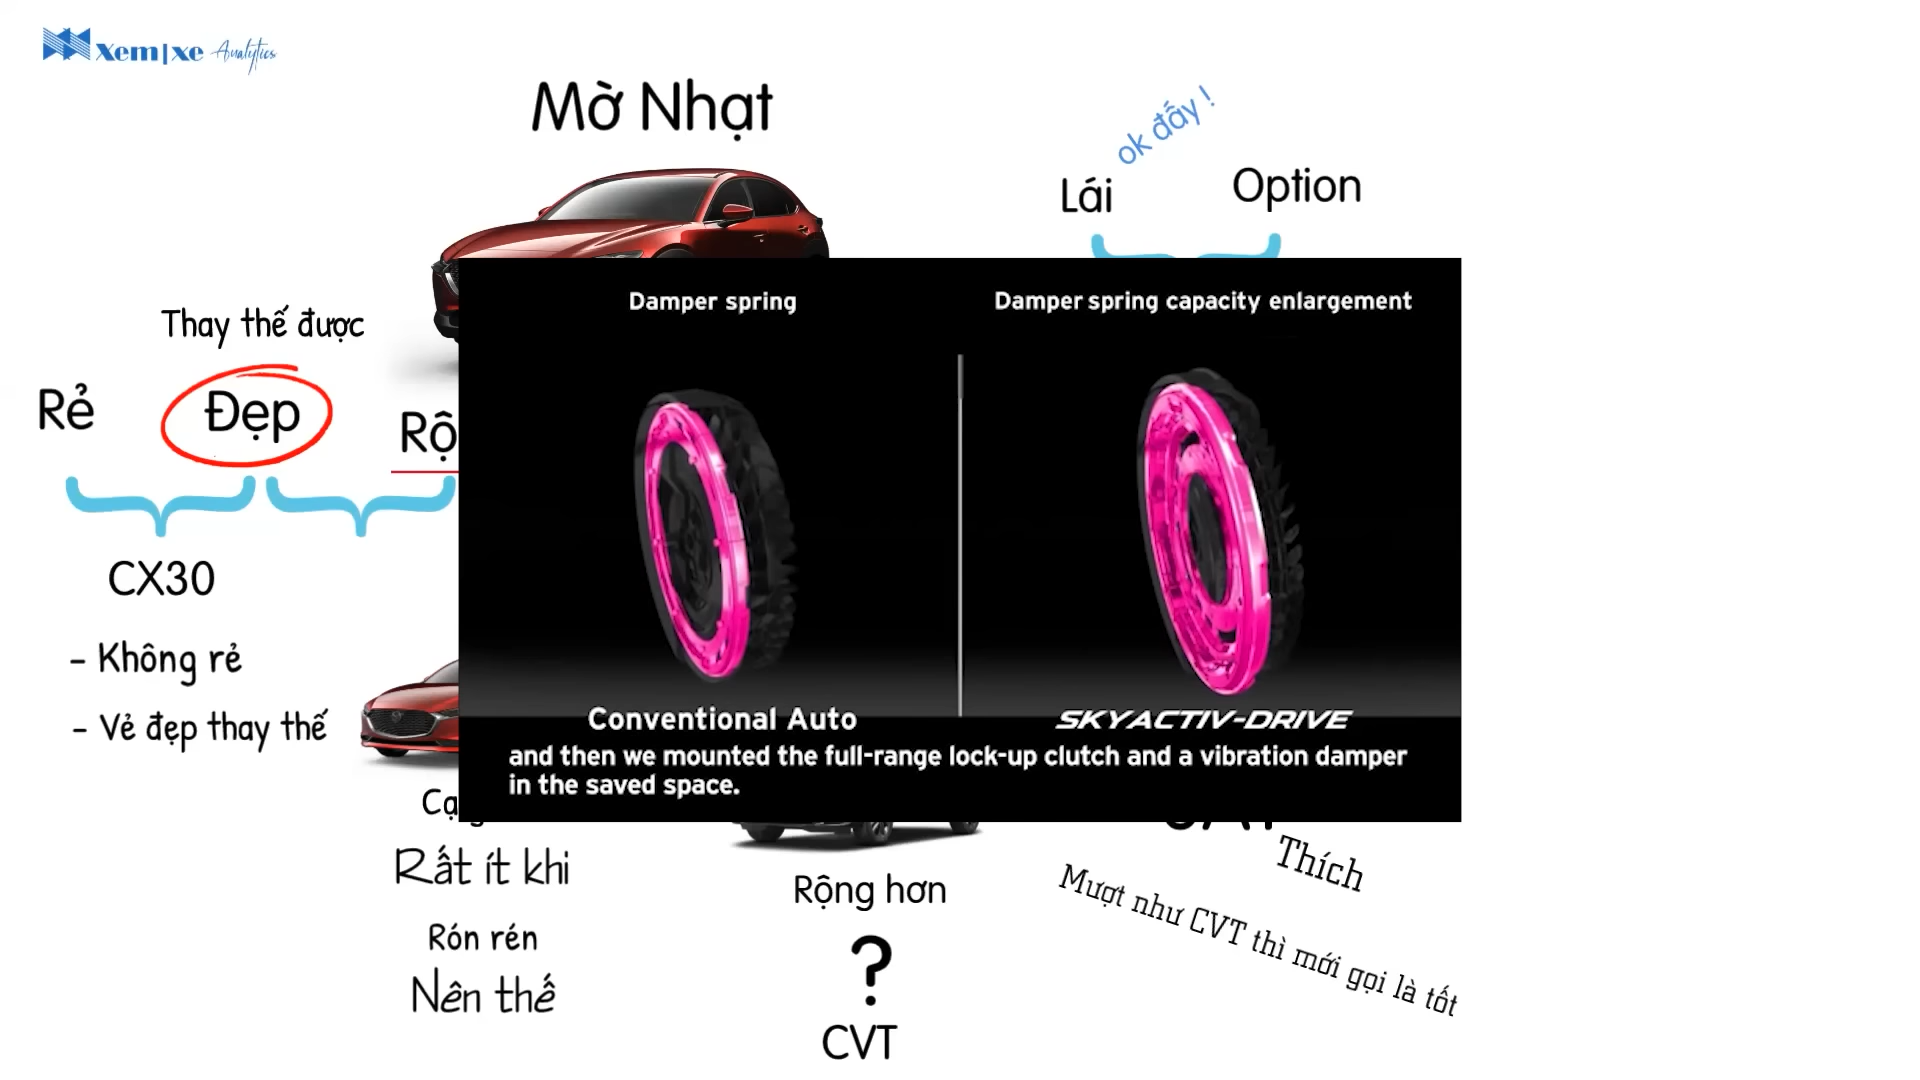 Xem|xe Analytics
Mờ Nhạt
ok đấy !
Lái
Option
Thay thế được
Rẻ
Đẹp
Rộ
CX30
- Không rẻ
- Vẻ đẹp thay thế
Damper spring
Damper spring capacity enlargement
Conventional Auto
SKYACTIV-DRIVE
and then we mounted the full-range lock-up clutch and a vibration damper
in the saved space.
Rất ít khi
Rón rén
Nên thế
Rộng hơn
?
CVT
Thích
Mượt như CVT thì mới gọi là tốt